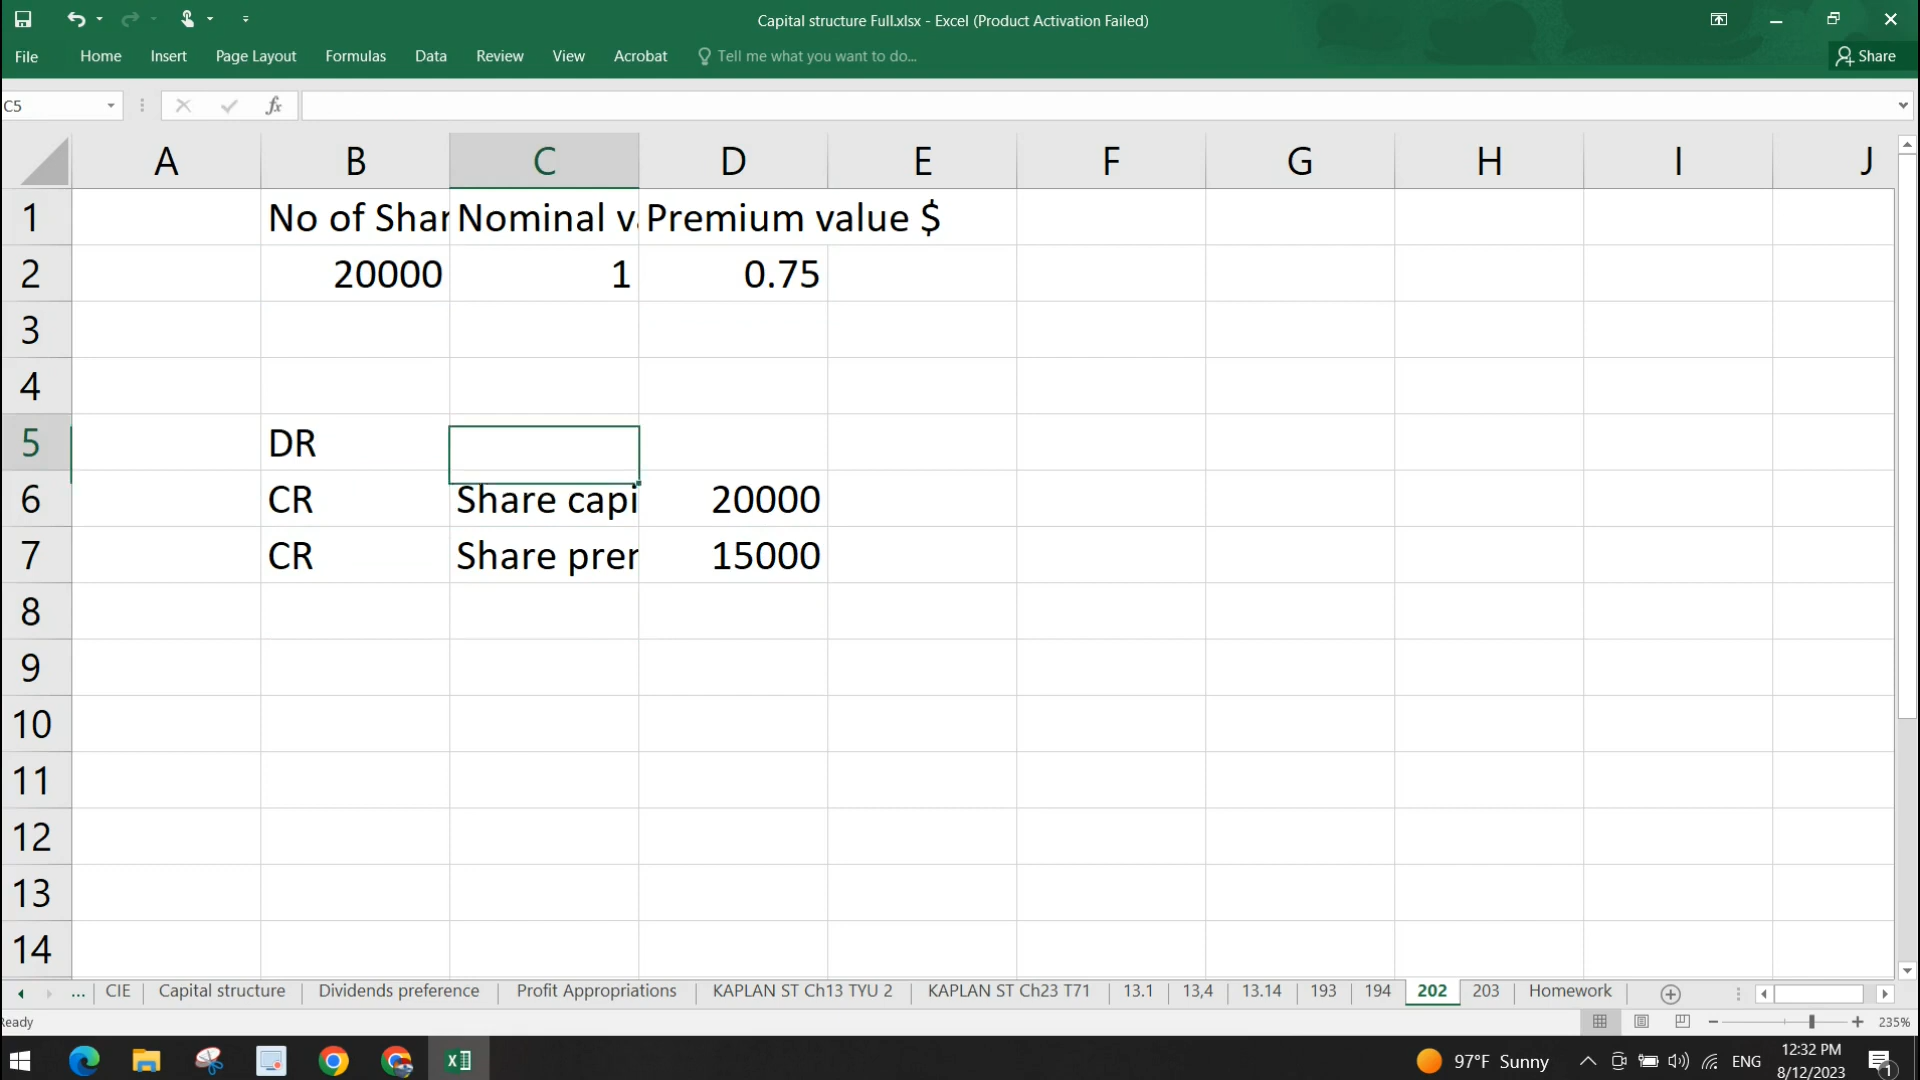 Capital structure Full.xlsx - Excel (Product Activation Failed)
File Home Insert Page Layout Formulas Data Review View Acrobat Tell me what you want to do... Share
C5 fx
A B C D E F G H I J
1 No of Shar Nominal va Premium value $
2 20000 1 0.75
3
4
5 DR
6 CR Share capi 20000
7 CR Share prer 15000
8
9
10
11
12
13
14
... CIE Capital structure Dividends preference Profit Appropriations KAPLAN ST Ch13 TYU 2 KAPLAN ST Ch23 T71 13.1 13,4 13.14 193 194 202 203 Homework
Ready 235%
97°F Sunny ENG 12:32 PM
8/12/2023 1